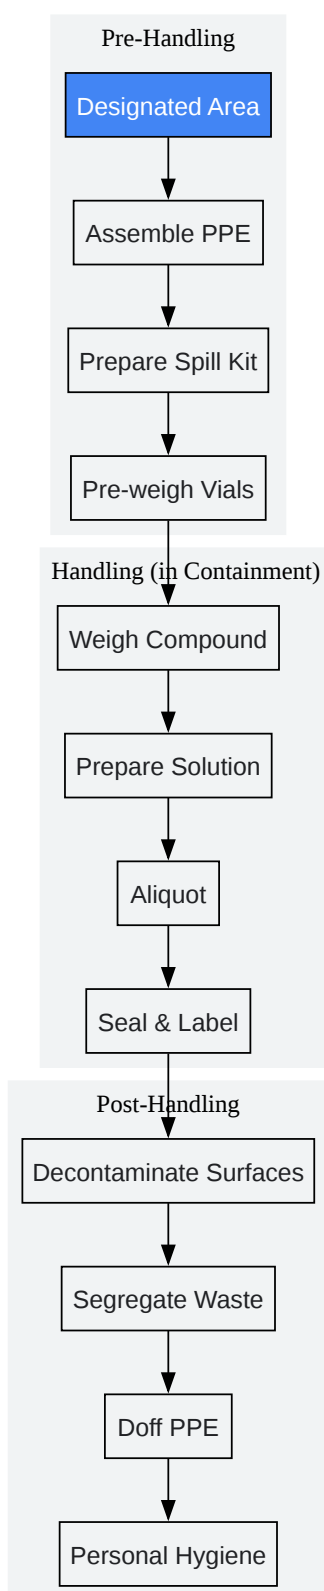 Pre-Handling
Designated Area
Assemble PPE
Prepare Spill Kit
Pre-weigh Vials
Handling (in Containment)
Weigh Compound
Prepare Solution
Aliquot
Seal & Label
Post-Handling
Decontaminate Surfaces
Segregate Waste
Doff PPE
Personal Hygiene